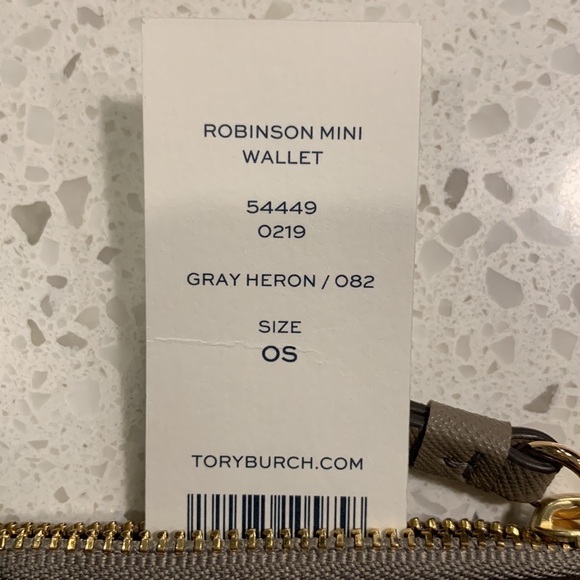 ROBINSON MINI
WALLET
54449
0219
GRAY HERON / 082
SIZE
OS
TORYBURCH.COM